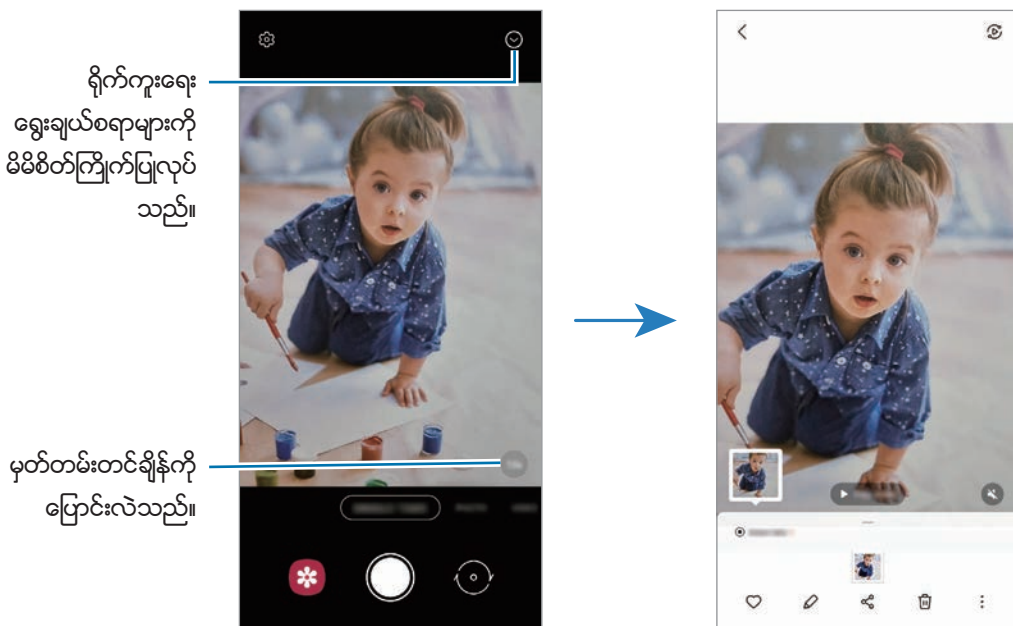 ရိုက်ကူးရေး
ရွေးချယ်စရာများကို
မိမိစိတ်ကြိုက်ပြုလုပ်
သည်။
မှတ်တမ်းတင်ချိန်ကို
ပြောင်းလဲသည်။